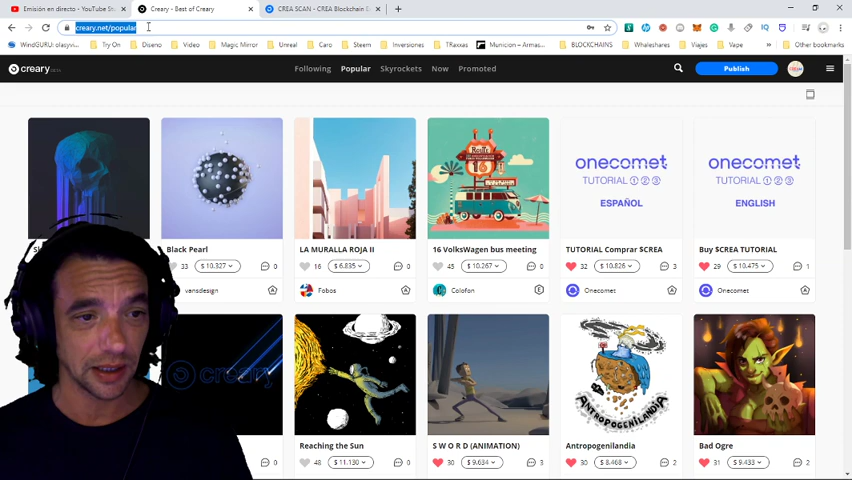 Emisión en directo - YouTube St
Creary - Best of Creary
CREA SCAN - CREA Blockchain E
creary.net/popular
WindGURU: olasyvi...
Try On
Diseno
Video
Magic Mirror
Unreal
Caro
Steem
Inversiones
TRaxxas
Municion – Armas...
BLOCKCHAINS
Whaleshares
Viajes
Vape
Other bookmarks
creary BETA
Following
Popular
Skyrockets
Now
Promoted
Publish
CREA
Route
16
onecomet
TUTORIAL 1 2 3
ESPAÑOL
onecomet
TUTORIAL 1 2 3
ENGLISH
Black Pearl
LA MURALLA ROJA II
16 VolksWagen bus meeting
TUTORIAL Comprar $CREA
Buy $CREA TUTORIAL
33
$ 10.327
0
16
$ 6.835
0
45
$ 10.267
0
32
$ 10.826
3
29
$ 10.475
1
vansdesign
Fobos
Colofon
Onecomet
Onecomet
creary
ANTROPOGENILANDIA
Reaching the Sun
S W O R D (ANIMATION)
Antropogenilandia
Bad Ogre
0
48
$ 11.130
0
30
$ 9.634
3
30
$ 8.468
2
31
$ 9.433
2